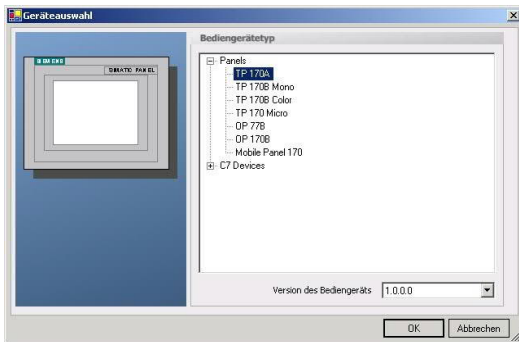 Geräteauswahl
SIEMENS
SIMATIC PANEL
Bediengerätetyp
Panels
TP 170A
TP 170B Mono
TP 170B Color
TP 170 Micro
OP 77B
OP 170B
Mobile Panel 170
C7 Devices
Version des Bediengeräts 1.0.0.0
OK Abbrechen